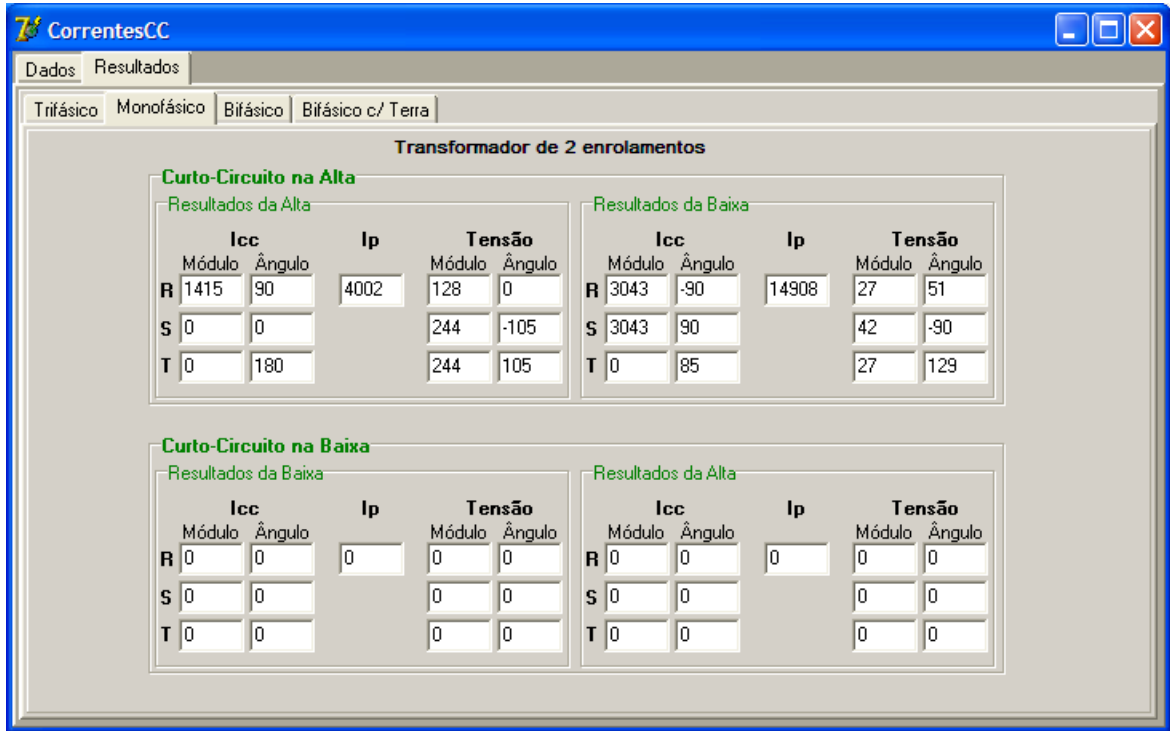 CorrentesCC
Dados Resultados
Trifásico Monofásico Bifásico Bifásico c/ Terra
Transformador de 2 enrolamentos
Curto-Circuito na Alta
Resultados da Alta Resultados da Baixa
Icc Ip Tensão Icc Ip Tensão
Módulo Ângulo Módulo Ângulo Módulo Ângulo Módulo Ângulo
R 1415 90 4002 128 0 R 3043 -90 14908 27 51
S 0 0 244 -105 S 3043 90 42 -90
T 0 180 244 105 T 0 85 27 129
Curto-Circuito na Baixa
Resultados da Baixa Resultados da Alta
Icc Ip Tensão Icc Ip Tensão
Módulo Ângulo Módulo Ângulo Módulo Ângulo Módulo Ângulo
R 0 0 0 0 0 R 0 0 0 0 0
S 0 0 0 0 S 0 0 0 0
T 0 0 0 0 T 0 0 0 0